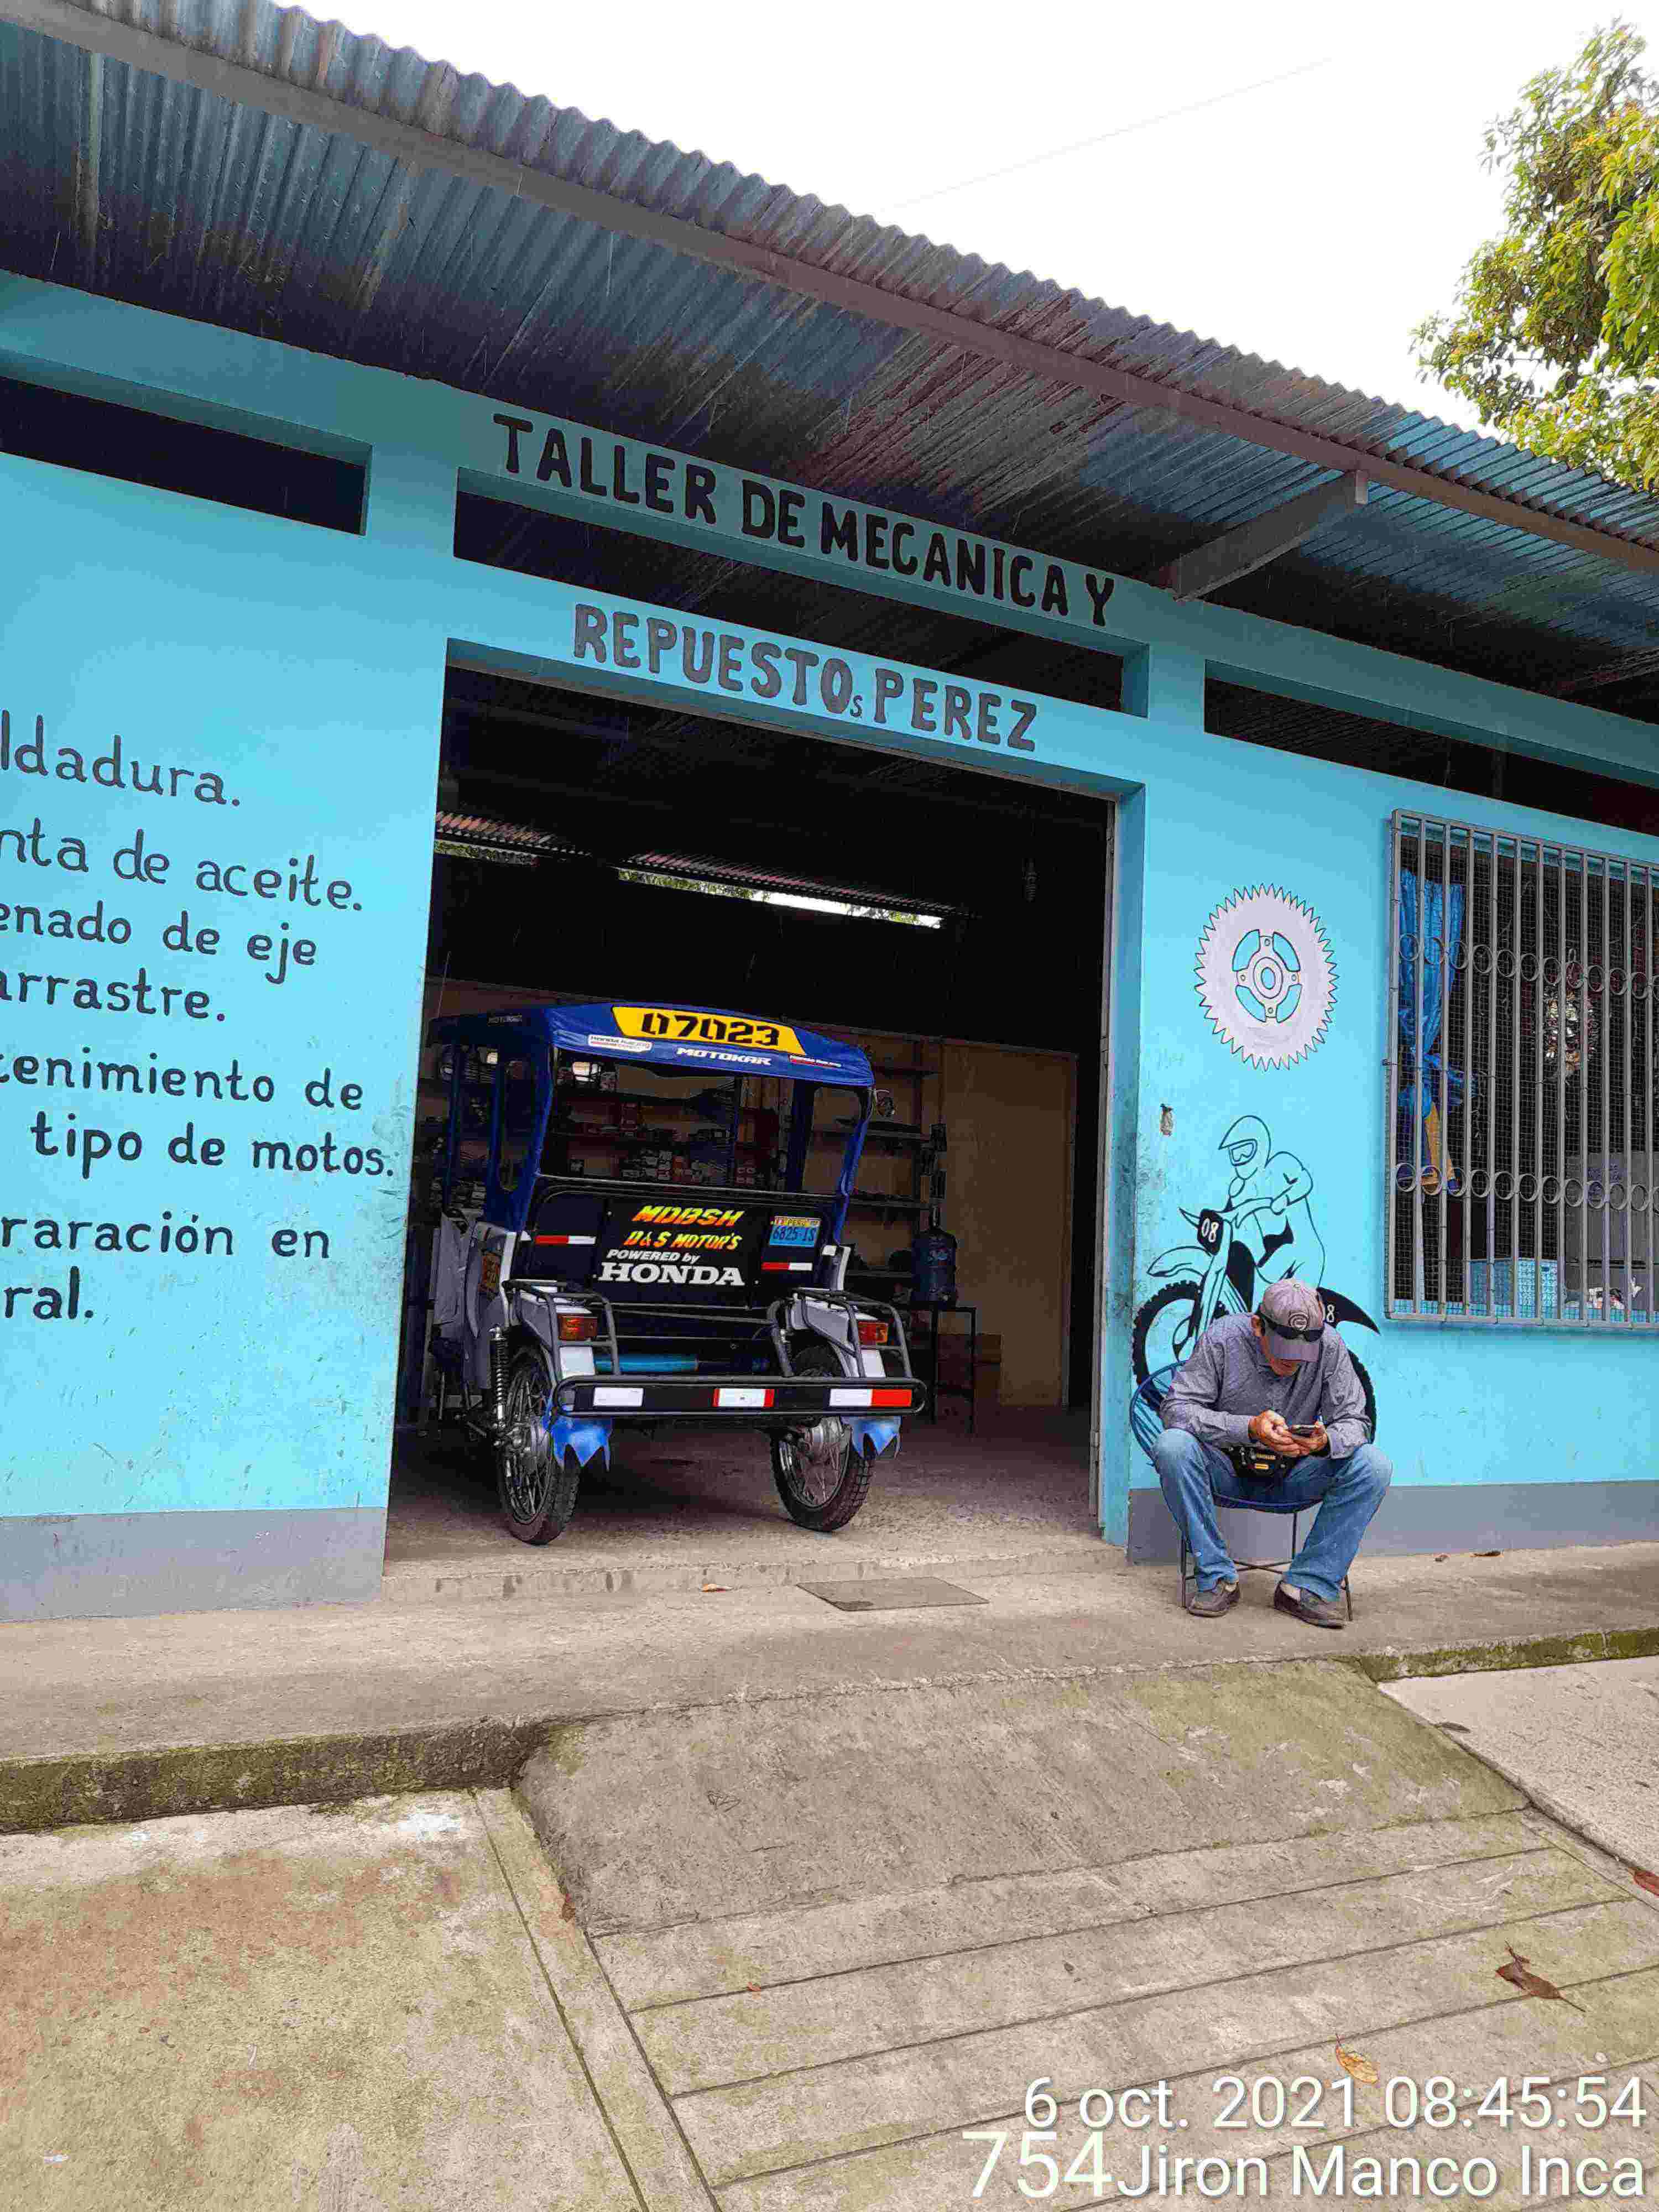 TALLER DE MECANICA Y
REPUESTOs PEREZ
ldadura.
nta de aceite.
enado de eje
arrastre.
tenimiento de
tipo de motos.
raración en
ral.
07023
MOTOKAR
MDBSH
D&S MOTOR'S
POWERED by
HONDA
6825-1S
08
8
6 oct. 2021 08:45:54
754 Jiron Manco Inca